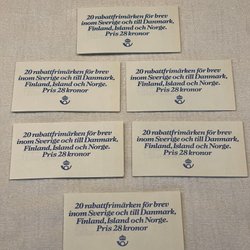 20 rabattfrimärken för brev
inom Sverige och till Danmark,
Finland, Island och Norge.
Pris 28 kronor
20 rabattfrimärken för brev
inom Sverige och till Danmark,
Finland, Island och Norge.
Pris 28 kronor
20 rabattfrimärken för brev
inom Sverige och till Danmark,
Finland, Island och Norge.
Pris 28 kronor
20 rabattfrimärken för brev
inom Sverige och till Danmark,
Finland, Island och Norge.
Pris 28 kronor
20 rabattfrimärken för brev
inom Sverige och till Danmark,
Finland, Island och Norge.
Pris 28 kronor
20 rabattfrimärken för brev
inom Sverige och till Danmark,
Finland, Island och Norge.
Pris 28 kronor